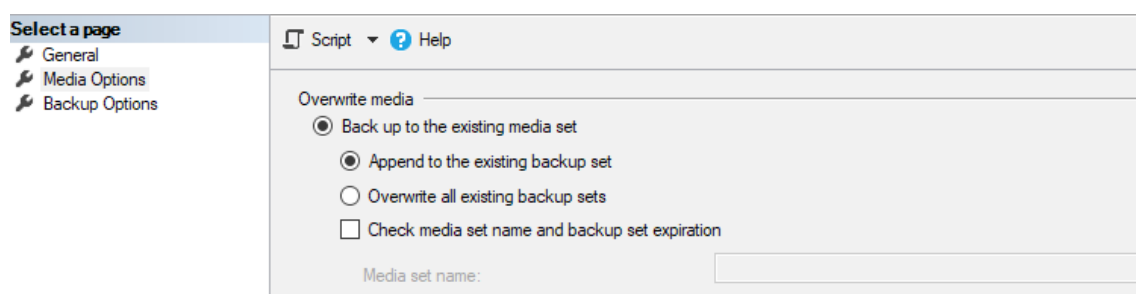 Select a page
General
Media Options
Backup Options
Script
Help
Overwrite media
Back up to the existing media set
Append to the existing backup set
Overwrite all existing backup sets
Check media set name and backup set expiration
Media set name: